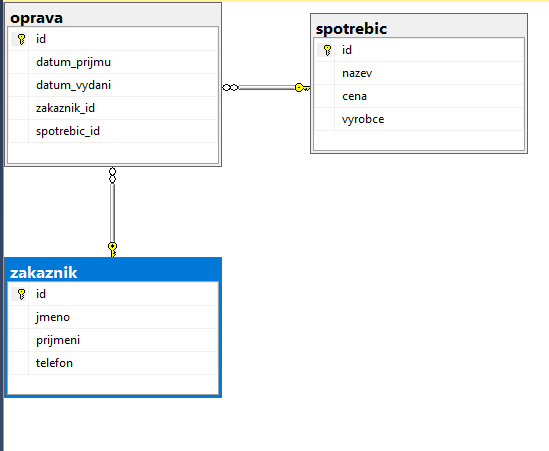 oprava
id
datum_prijmu
datum_vydani
zakaznik_id
spotrebic_id
spotrebic
id
nazev
cena
vyrobce
zakaznik
id
jmeno
prijmeni
telefon